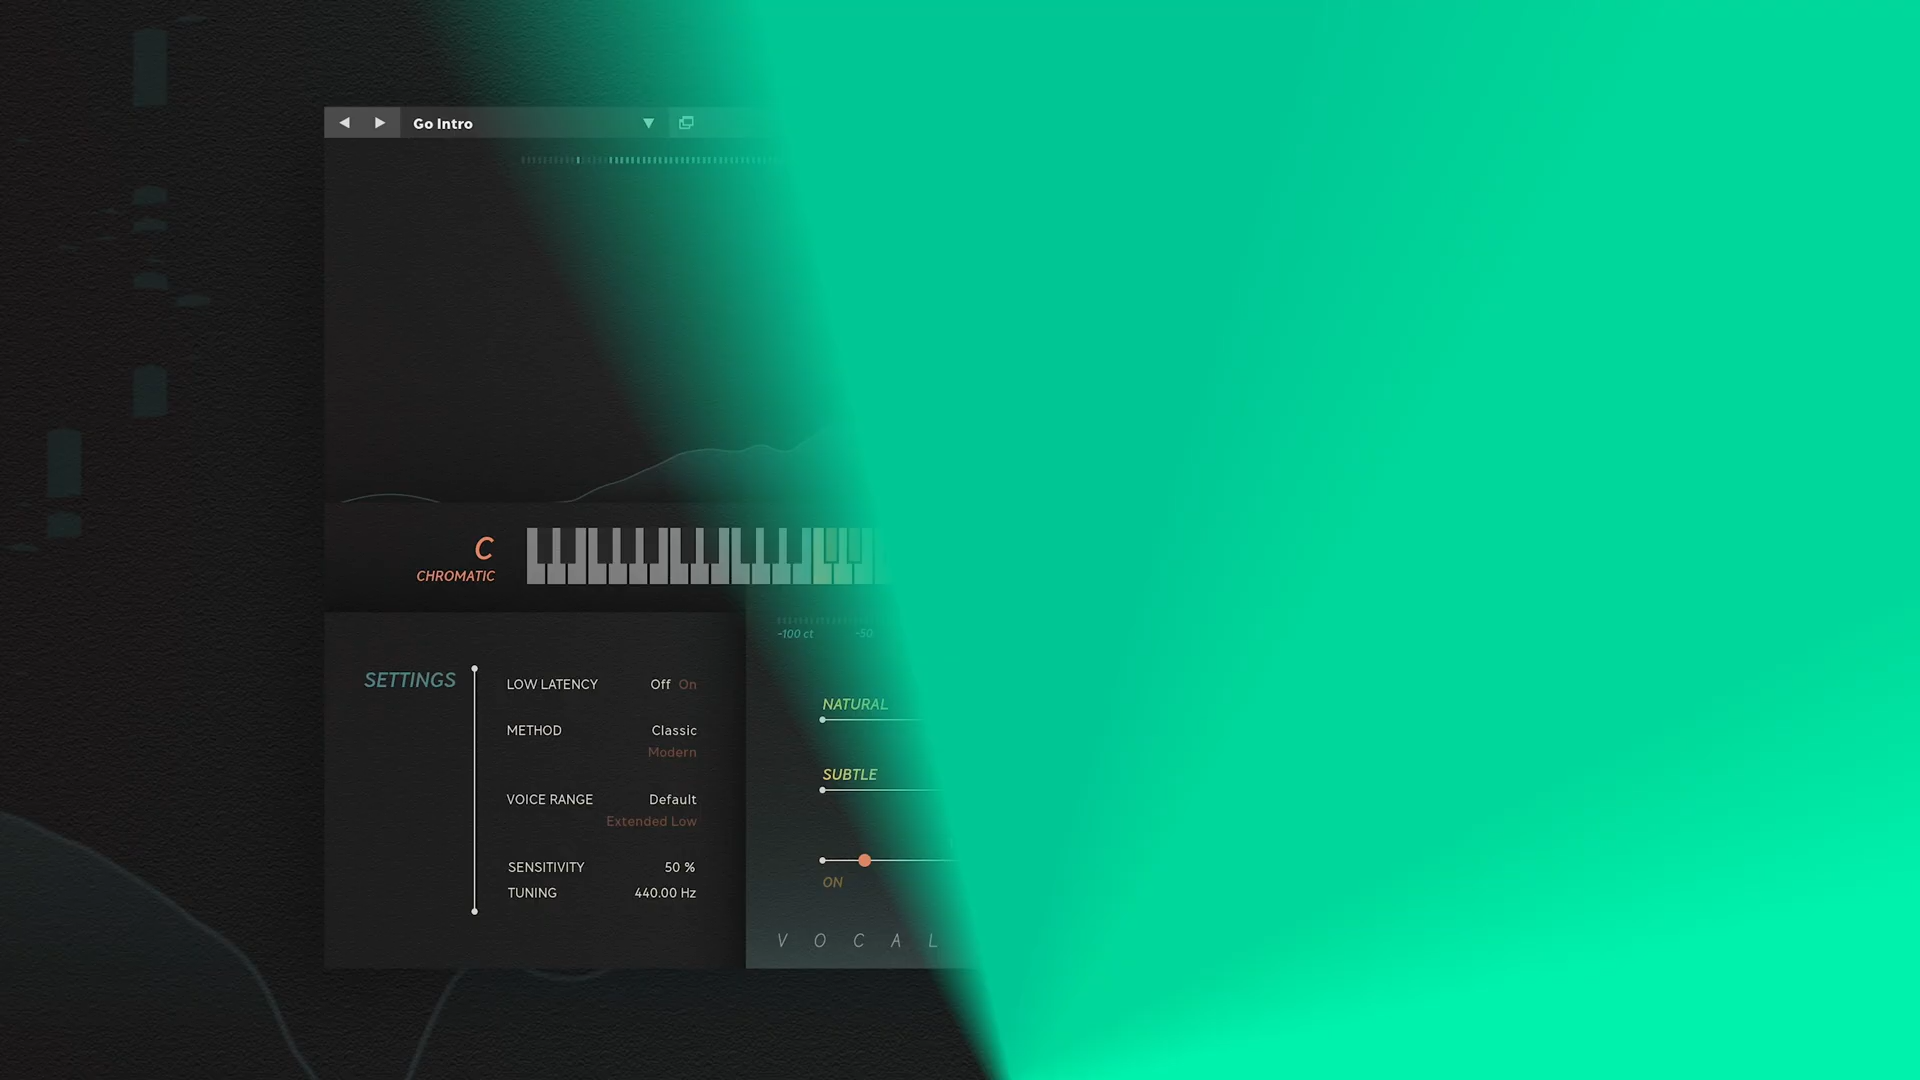 Go Intro
C
CHROMATIC
-100 ct -50
SETTINGS
LOW LATENCY Off On
METHOD Classic
Modern
VOICE RANGE Default
Extended Low
SENSITIVITY 50 %
TUNING 440.00 Hz
NATURAL
SUBTLE
ON
VOCAL